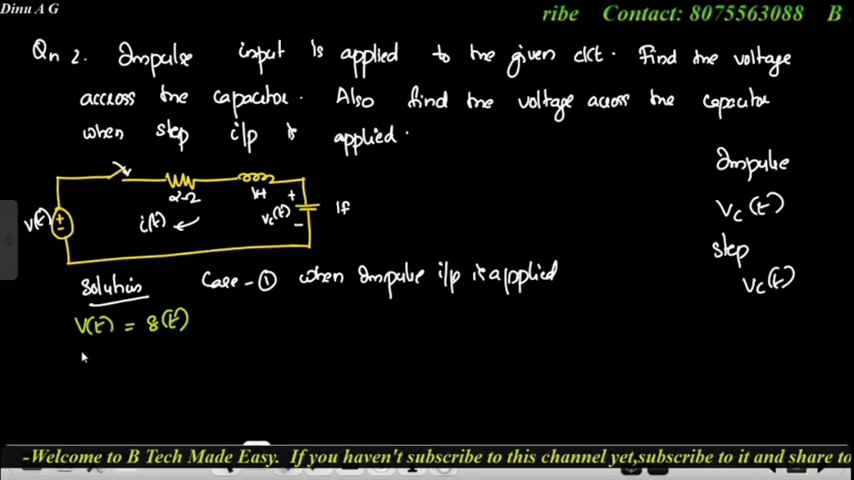 Dinu A G
ribe Contact: 8075563088 B
Qn 2. Impulse input is applied to the given ckt. Find the voltage
accross the capacitor. Also find the voltage across the capacitor
when step i/p is applied.
Impulse
Vc(t)
step
Vc(t)
2Ω
1H
V(t)
+
-
i(t)
Vc(t)
+
-
1F
Solution Case-① when Impulse i/p is applied
V(t) = δ(t)
-Welcome to B Tech Made Easy. If you haven't subscribe to this channel yet,subscribe to it and share to